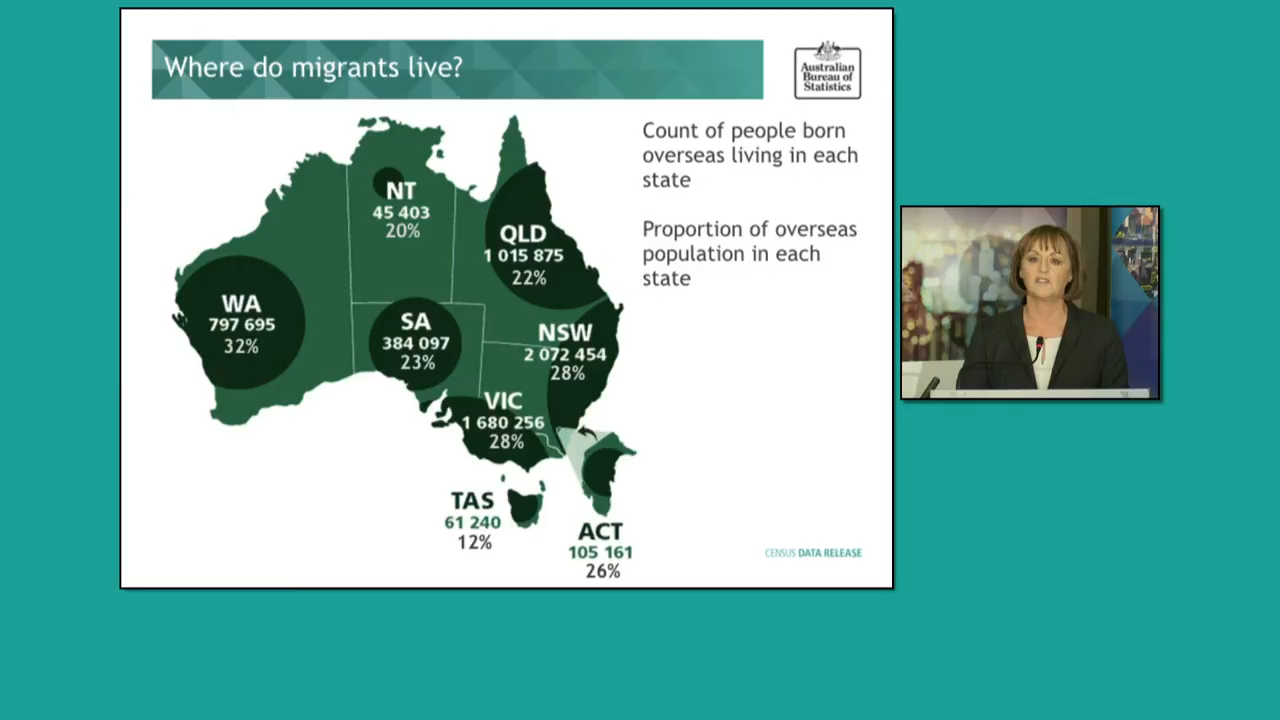 Where do migrants live?
Australian
Bureau of
Statistics
Count of people born
overseas living in each
state
Proportion of overseas
population in each
state
NT
45 403
20%
QLD
1 015 875
22%
WA
797 695
32%
SA
384 097
23%
NSW
2 072 454
28%
VIC
1 680 256
28%
TAS
61 240
12%
ACT
105 161
26%
CENSUS DATA RELEASE